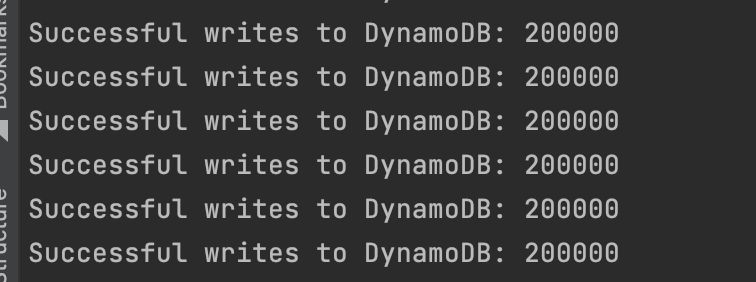 Successful writes to DynamoDB: 200000
Successful writes to DynamoDB: 200000
Successful writes to DynamoDB: 200000
Successful writes to DynamoDB: 200000
Successful writes to DynamoDB: 200000
Successful writes to DynamoDB: 200000
Bookmarks
Structure